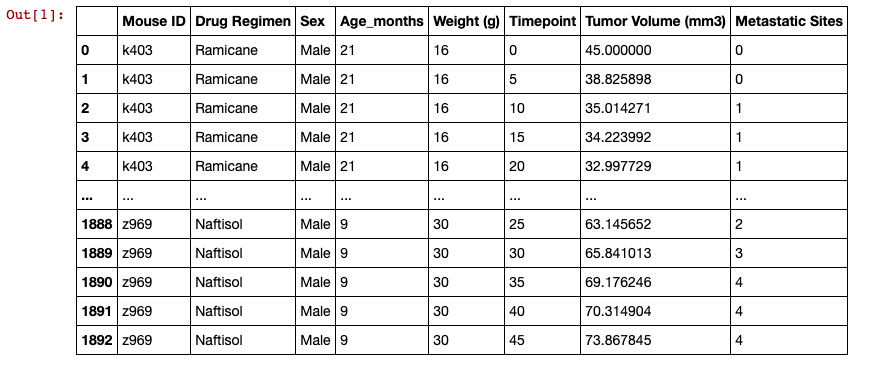 Out[1]:
Mouse ID Drug Regimen Sex Age_months Weight (g) Timepoint Tumor Volume (mm3) Metastatic Sites
0 k403 Ramicane Male 21 16 0 45.000000 0
1 k403 Ramicane Male 21 16 5 38.825898 0
2 k403 Ramicane Male 21 16 10 35.014271 1
3 k403 Ramicane Male 21 16 15 34.223992 1
4 k403 Ramicane Male 21 16 20 32.997729 1
... ... ... ... ... ... ... ... ...
1888 z969 Naftisol Male 9 30 25 63.145652 2
1889 z969 Naftisol Male 9 30 30 65.841013 3
1890 z969 Naftisol Male 9 30 35 69.176246 4
1891 z969 Naftisol Male 9 30 40 70.314904 4
1892 z969 Naftisol Male 9 30 45 73.867845 4